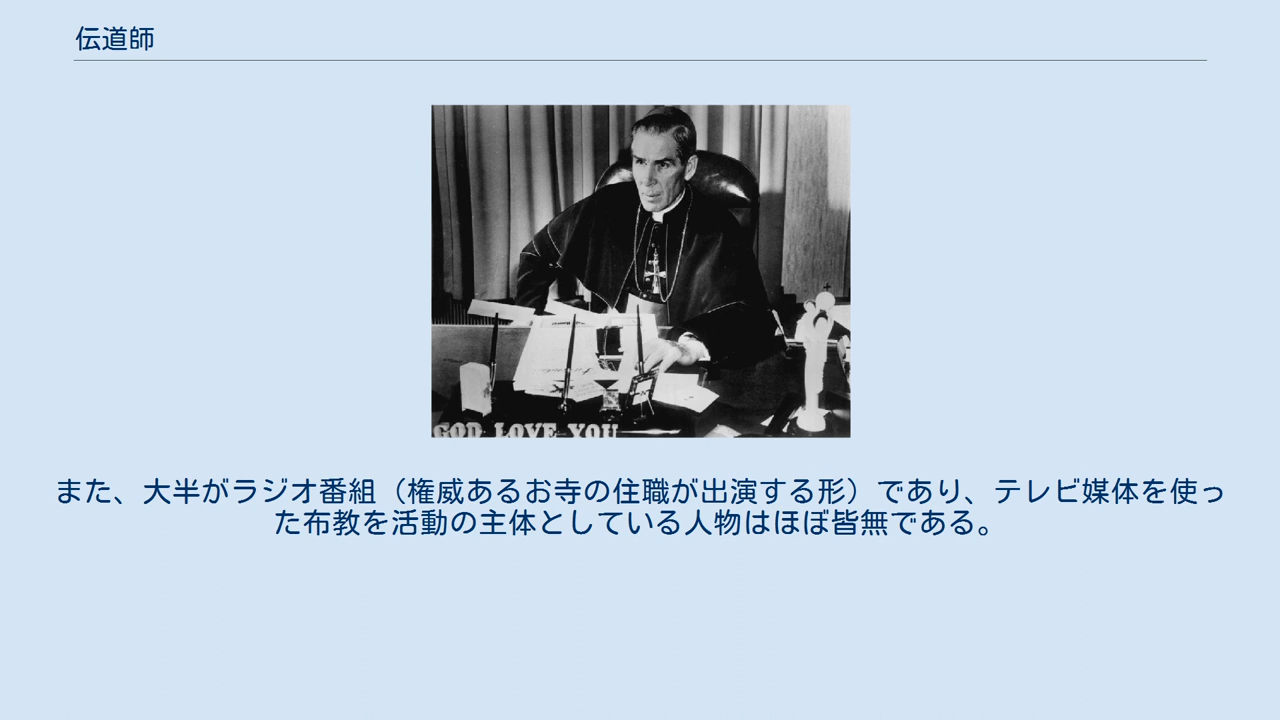 伝道師
GOD LOVE YOU
また、大半がラジオ番組（権威あるお寺の住職が出演する形）であり、テレビ媒体を使っ
た布教を活動の主体としている人物はほぼ皆無である。